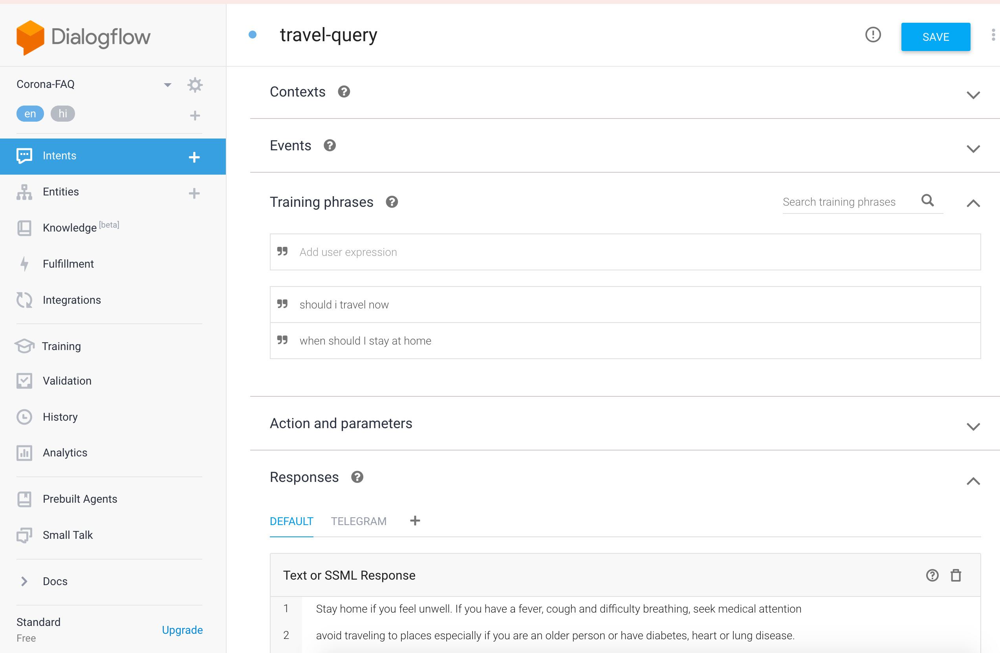 Dialogflow
Corona-FAQ
en hi
Intents
Entities
Knowledge [beta]
Fulfillment
Integrations
Training
Validation
History
Analytics
Prebuilt Agents
Small Talk
Docs
Standard
Free
Upgrade
travel-query
SAVE
Contexts
Events
Training phrases
Search training phrases
Add user expression
should i travel now
when should I stay at home
Action and parameters
Responses
DEFAULT TELEGRAM
Text or SSML Response
1 Stay home if you feel unwell. If you have a fever, cough and difficulty breathing, seek medical attention
2 avoid traveling to places especially if you are an older person or have diabetes, heart or lung disease.